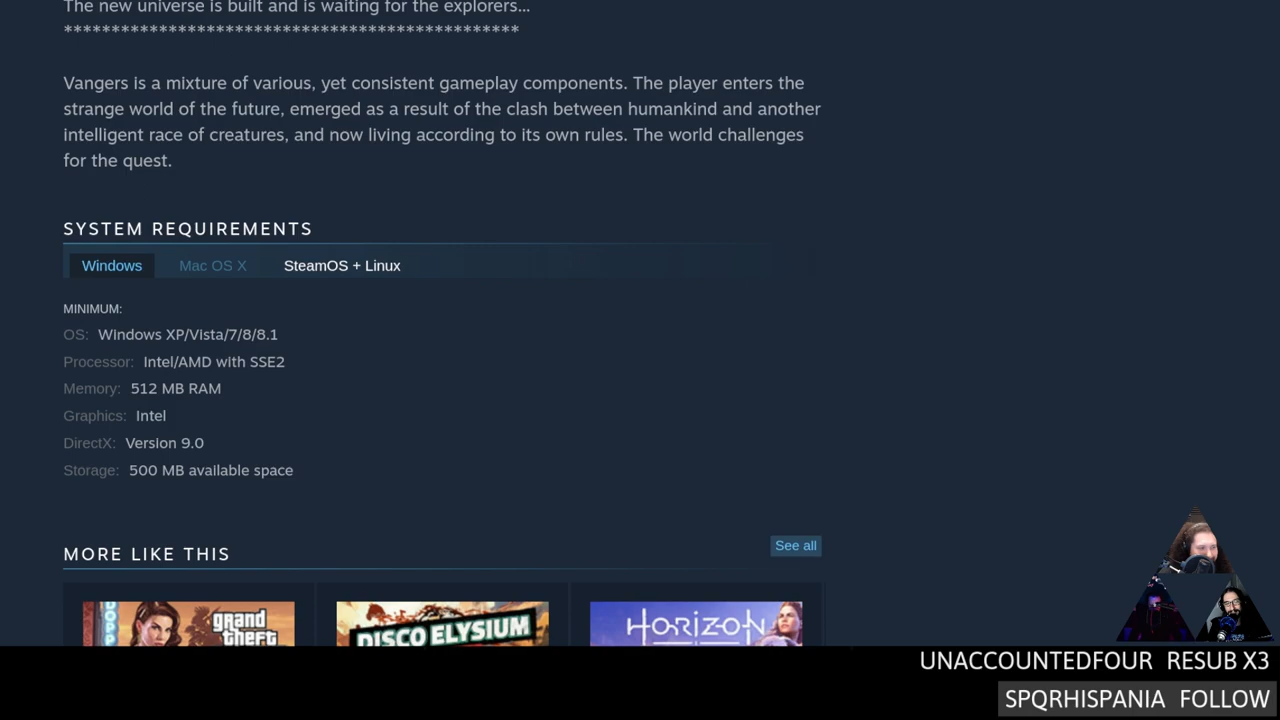 The new universe is built and is waiting for the explorers...
************************************************
Vangers is a mixture of various, yet consistent gameplay components. The player enters the
strange world of the future, emerged as a result of the clash between humankind and another
intelligent race of creatures, and now living according to its own rules. The world challenges
for the quest.
SYSTEM REQUIREMENTS
Windows Mac OS X SteamOS + Linux
MINIMUM:
OS: Windows XP/Vista/7/8/8.1
Processor: Intel/AMD with SSE2
Memory: 512 MB RAM
Graphics: Intel
DirectX: Version 9.0
Storage: 500 MB available space
MORE LIKE THIS See all
grand
theft
DISCO ELYSIUM
HORIZON
UNACCOUNTEDFOUR RESUB X3
SPQRHISPANIA FOLLOW